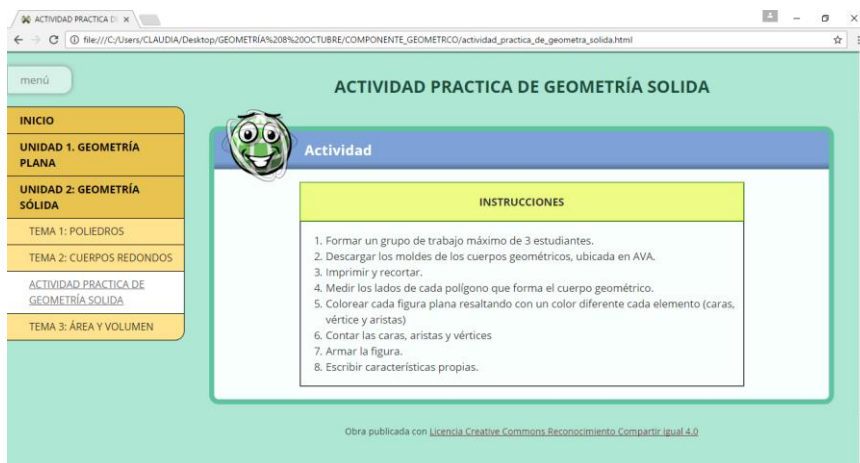 ACTIVIDAD PRACTICA D
file:///C:/Users/CLAUDIA/Desktop/GEOMETRÍA%208%20OCTUBRE/COMPONENTE_GEOMETRCO/actividad_practica_de_geometra_solida.html
menú
INICIO
UNIDAD 1. GEOMETRÍA
PLANA
UNIDAD 2: GEOMETRÍA
SÓLIDA
TEMA 1: POLIEDROS
TEMA 2: CUERPOS REDONDOS
ACTIVIDAD PRACTICA DE
GEOMETRÍA SOLIDA
TEMA 3: ÁREA Y VOLUMEN
ACTIVIDAD PRACTICA DE GEOMETRÍA SOLIDA
Actividad
INSTRUCCIONES
1. Formar un grupo de trabajo máximo de 3 estudiantes.
2. Descargar los moldes de los cuerpos geométricos, ubicada en AVA.
3. Imprimir y recortar.
4. Medir los lados de cada polígono que forma el cuerpo geométrico.
5. Colorear cada figura plana resaltando con un color diferente cada elemento (caras,
vértice y aristas)
6. Contar las caras, aristas y vértices
7. Armar la figura.
8. Escribir características propias.
Obra publicada con Licencia Creative Commons Reconocimiento Compartir igual 4.0